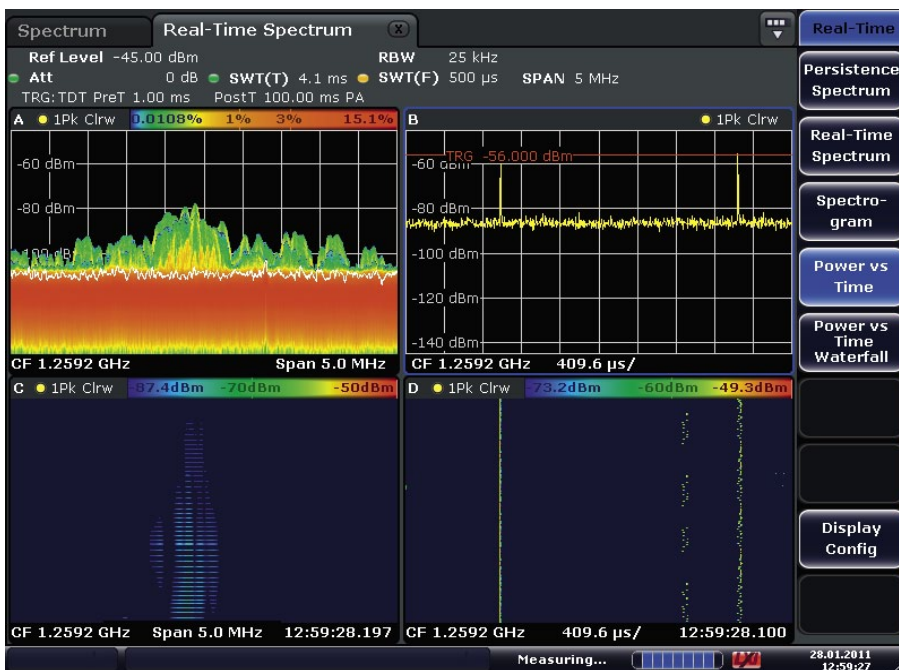 Spectrum
Real-Time Spectrum
X
Real-Time
Ref Level -45.00 dBm
RBW 25 kHz
Att 0 dB
SWT(T) 4.1 ms
SWT(F) 500 µs
SPAN 5 MHz
TRG:TDT PreT 1.00 ms PostT 100.00 ms PA
A 1Pk Clrw 0.0108% 1% 3% 15.1%
-60 dBm
-80 dBm
-100 dBm
CF 1.2592 GHz Span 5.0 MHz
B 1Pk Clrw
TRG -56.000 dBm
-60 dBm
-80 dBm
-100 dBm
-120 dBm
-140 dBm
CF 1.2592 GHz 409.6 µs/
C 1Pk Clrw -87.4dBm -70dBm -50dBm
CF 1.2592 GHz Span 5.0 MHz 12:59:28.197
D 1Pk Clrw -73.2dBm -60dBm -49.3dBm
CF 1.2592 GHz 409.6 µs/ 12:59:28.100
Persistence
Spectrum
Real-Time
Spectrum
Spectro-
gram
Power vs
Time
Power vs
Time
Waterfall
Display
Config
Measuring...
28.01.2011
12:59:27